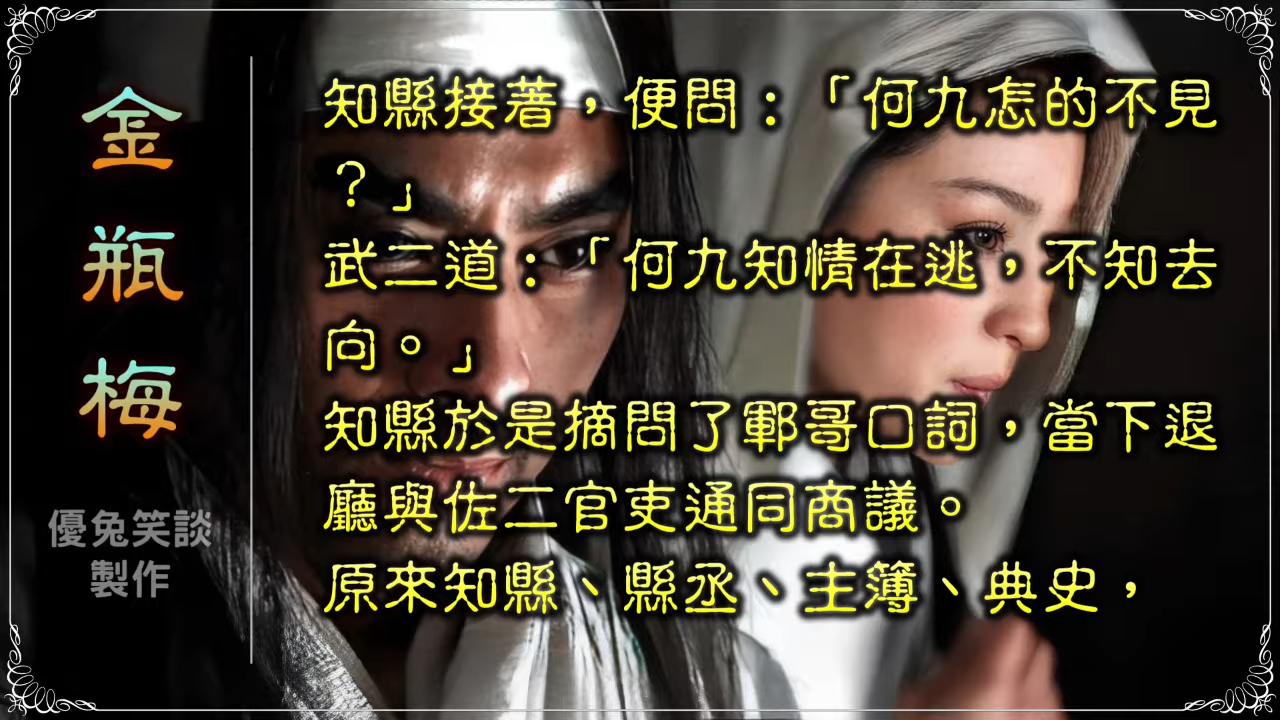 金瓶梅
優兔笑談
製作
知縣接著，便問：「何九怎的不見
？」
武二道：「何九知情在逃，不知去
向。」
知縣於是摘問了鄆哥口詞，當下退
廳與佐二官吏通同商議。
原來知縣、縣丞、主簿、典史，